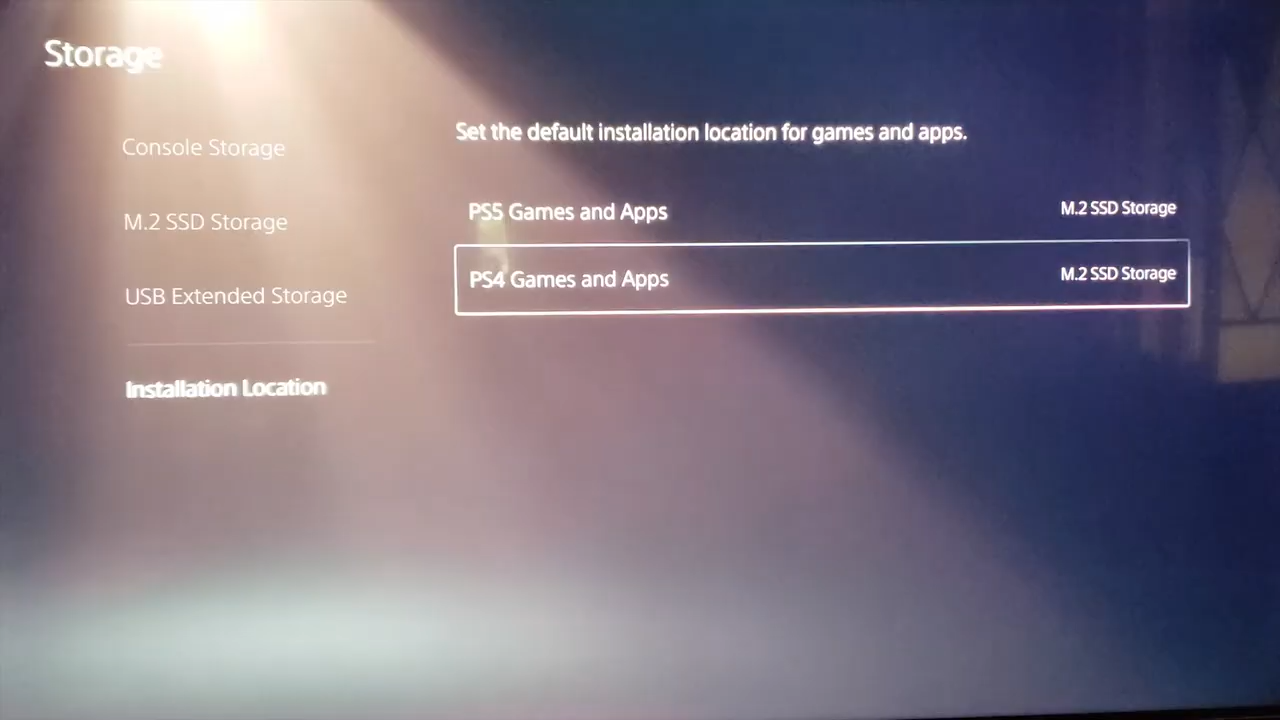 Storage
Console Storage
M.2 SSD Storage
USB Extended Storage
Installation Location
Set the default installation location for games and apps.
PS5 Games and Apps
M.2 SSD Storage
PS4 Games and Apps
M.2 SSD Storage